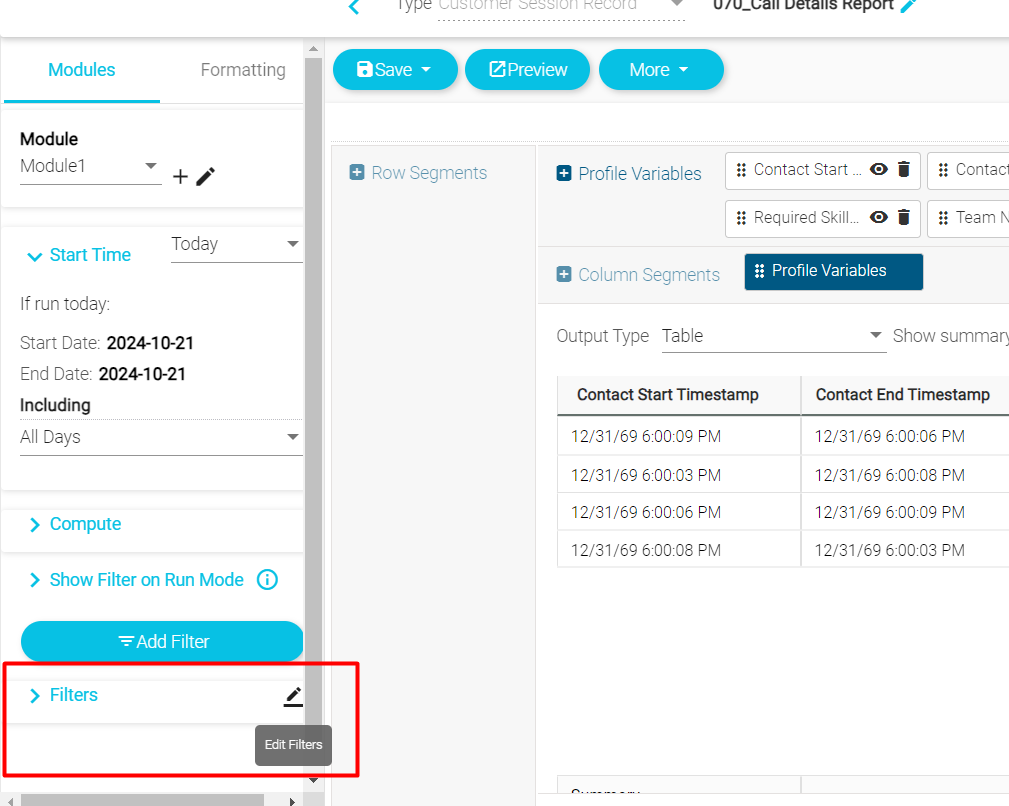 Type Customer Session Record 070_Call Details Report
Modules Formatting
Save Preview More
Module
Module1
Row Segments
Profile Variables
Contact Start ... Contact
Required Skill... Team N
Start Time Today
Column Segments
Profile Variables
If run today:
Start Date: 2024-10-21
End Date: 2024-10-21
Including
All Days
Output Type Table Show summary
Contact Start Timestamp Contact End Timestamp
12/31/69 6:00:09 PM 12/31/69 6:00:06 PM
12/31/69 6:00:03 PM 12/31/69 6:00:08 PM
12/31/69 6:00:06 PM 12/31/69 6:00:09 PM
12/31/69 6:00:08 PM 12/31/69 6:00:03 PM
Compute
Show Filter on Run Mode
Add Filter
Filters
Edit Filters
Summary